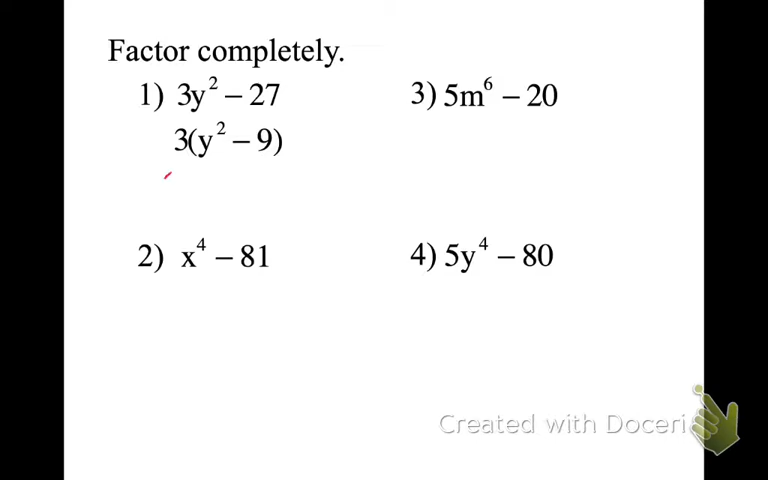 Factor completely.
1) 3y² – 27
3(y² – 9)
3) 5m⁶ – 20
2) x⁴ – 81
4) 5y⁴ – 80
Created with Doceri